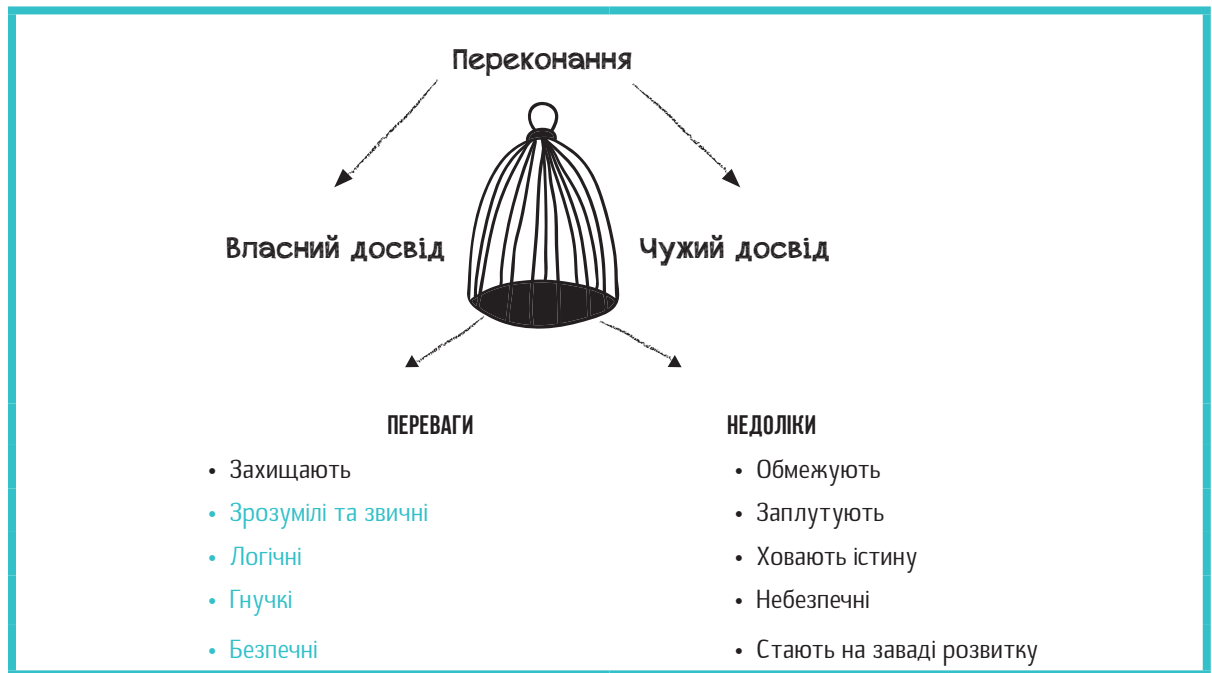 Переконання
Власний досвід
Чужий досвід
ПЕРЕВАГИ
• Захищають
• Зрозумілі та звичні
• Логічні
• Гнучкі
• Безпечні
НЕДОЛІКИ
• Обмежують
• Заплутують
• Ховають істину
• Небезпечні
• Стають на заваді розвитку